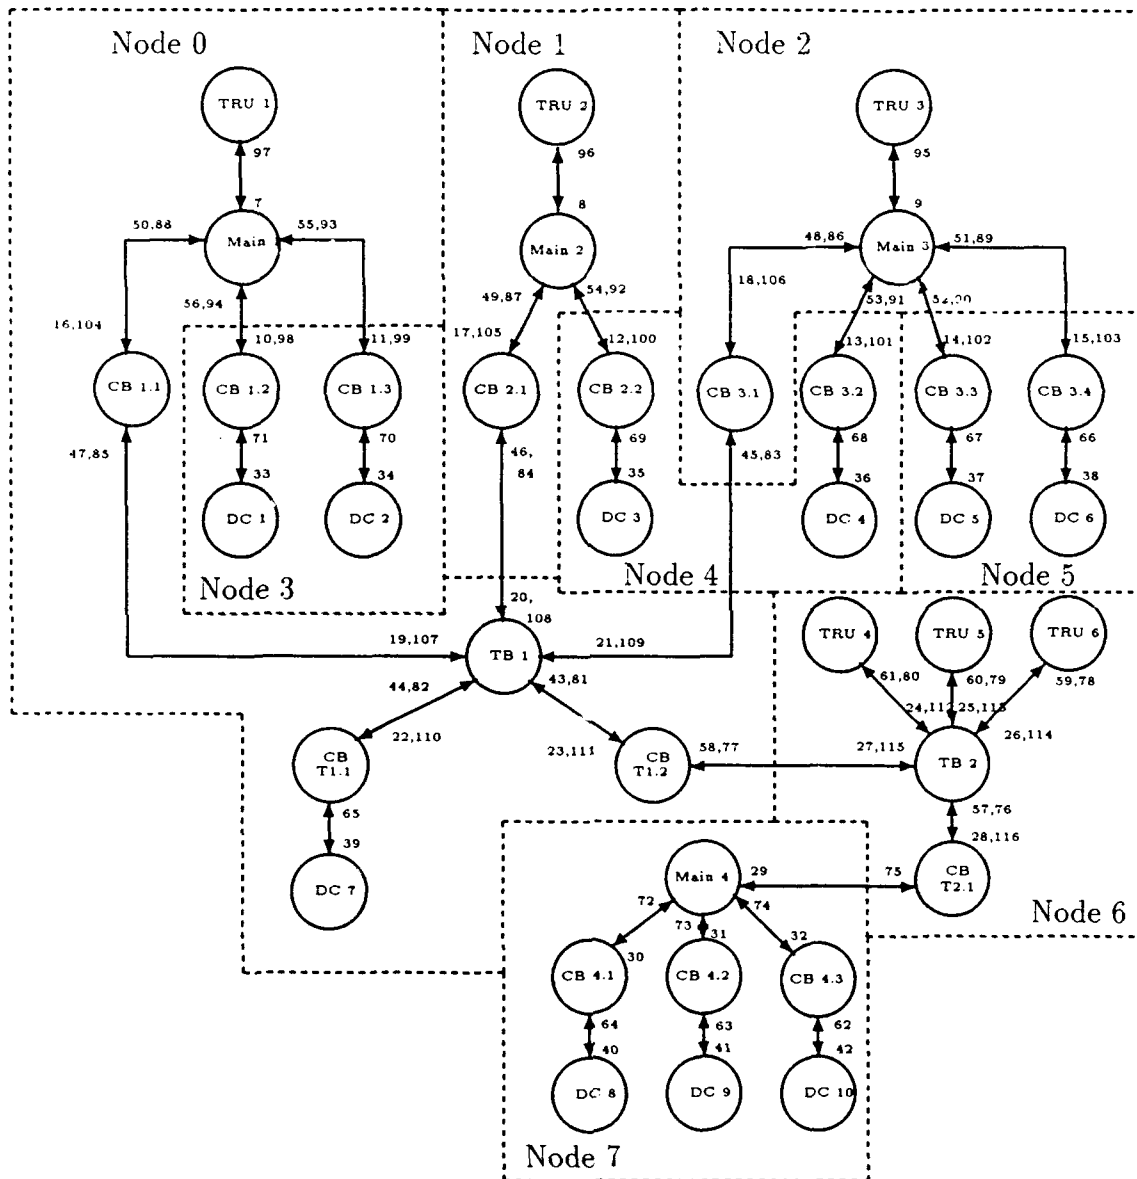 Node 0
Node 1
Node 2
TRU 1
TRU 2
TRU 3
97
96
95
7
8
9
50,88
55,93
48,86
51,89
Main
Main 2
Main 3
56,94
49,87
54,92
18,106
53,91
16,104
10,98
11,99
17,105
12,100
13,101
14,102
15,103
CB 1.1
CB 1.2
CB 1.3
CB 2.1
CB 2.2
CB 3.1
CB 3.2
CB 3.3
CB 3.4
47,85
71
70
46,
84
69
45,83
68
67
66
33
34
35
36
37
38
DC 1
DC 2
DC 3
DC 4
DC 5
DC 6
Node 3
Node 4
Node 5
20,
108
19,107
TB 1
21,109
TRU 4
TRU 5
TRU 6
44,82
43,81
61,80
60,79
59,78
22,110
23,111
26,114
CB
T1.1
CB
T1.2
58,77
27,115
TB 2
65
57,76
39
28,116
DC 7
Main 4
29
75
CB
T2.1
72
73
74
Node 6
30
31
32
CB 4.1
CB 4.2
CB 4.3
64
63
62
40
41
42
DC 8
DC 9
DC 10
Node 7